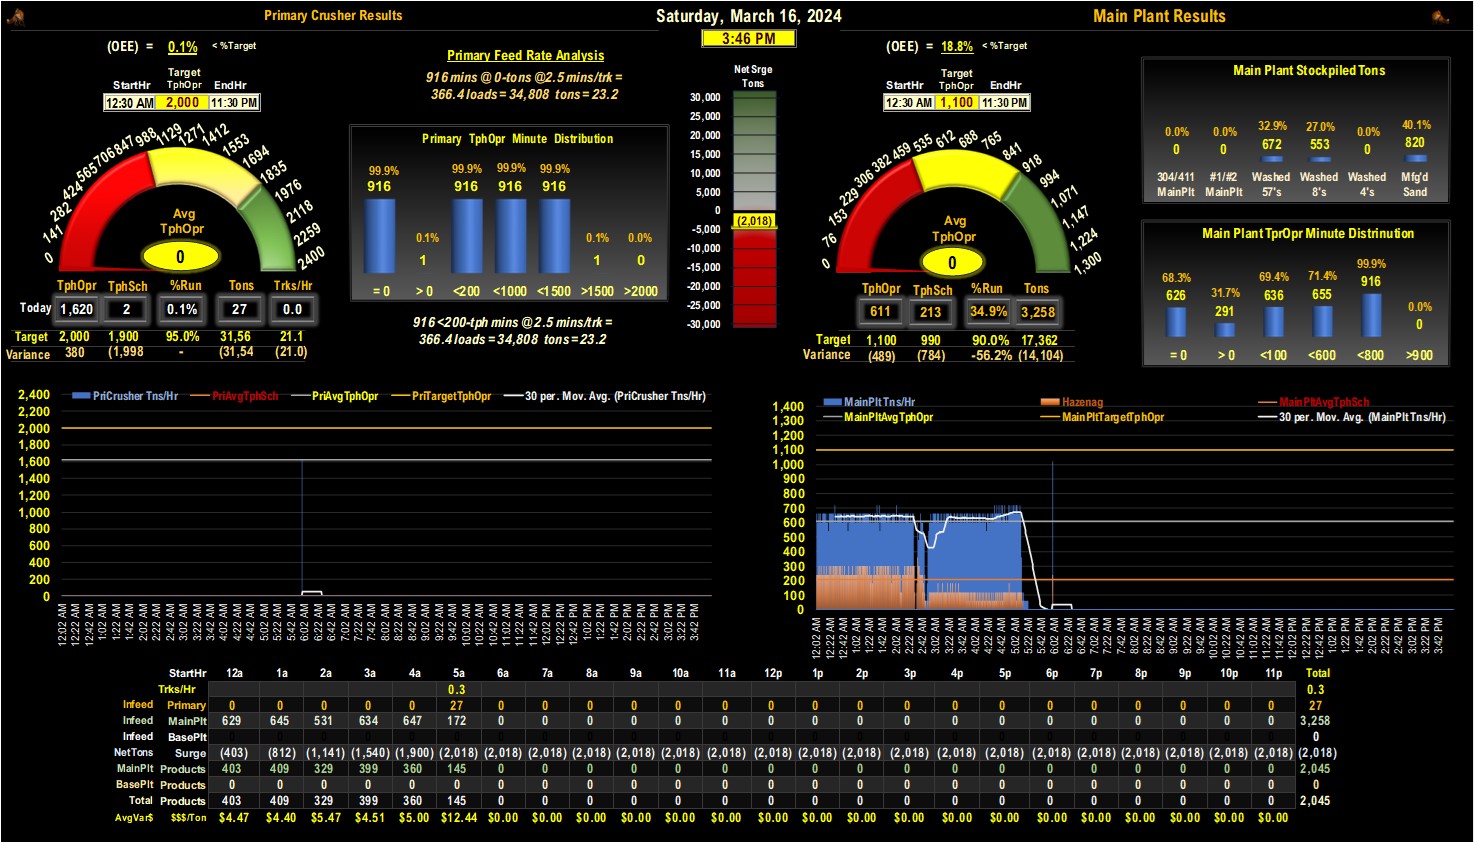 Primary Crusher Results
Saturday, March 16, 2024
Main Plant Results
3:46 PM
(OEE) = 0.1% < %Target
StartHr Target TphOpr EndHr
12:30 AM 2,000 11:30 PM
0 141 282 424 565 706 847 988 1129 1271 1412 1553 1694 1835 1976 2118 2259 2400
Avg
TphOpr
0
TphOpr TphSch %Run Tons Trks/Hr
Today 1,620 2 0.1% 27 0.0
Target 2,000 1,900 95.0% 31,56 21.1
Variance 380 (1,998 - (31,54 (21.0)
Primary Feed Rate Analysis
916 mins @ 0-tons @2.5 mins/trk =
366.4 loads = 34,808 tons = 23.2
Primary TphOpr Minute Distribution
99.9% 0.1% 99.9% 99.9% 99.9% 0.1% 0.0%
916 1 916 916 916 1 0
= 0 > 0 <200 <1000 <1500 >1500 >2000
916 <200-tph mins @2.5 mins/trk =
366.4 loads = 34,808 tons = 23.2
Net Srge
Tons
30,000
25,000
20,000
15,000
10,000
5,000
0
(2,018)
-5,000
-10,000
-15,000
-20,000
-25,000
-30,000
(OEE) = 18.8% < %Target
StartHr Target TphOpr EndHr
12:30 AM 1,100 11:30 PM
0 76 153 229 306 382 459 535 612 688 765 841 918 994 1,071 1,147 1,224 1,300
Avg
TphOpr
0
TphOpr TphSch %Run Tons
611 213 34.9% 3,258
Target 1,100 990 90.0% 17,362
Variance (489) (784) -56.2% (14,104)
Main Plant Stockpiled Tons
0.0% 0.0% 32.9% 27.0% 0.0% 40.1%
0 0 672 553 0 820
304/411 #1/#2 Washed Washed Washed Mfg'd
MainPlt MainPlt 57's 8's 4's Sand
Main Plant TprOpr Minute Distrinution
68.3% 31.7% 69.4% 71.4% 99.9% 0.0%
626 291 636 655 916 0
= 0 > 0 <100 <600 <800 >900
PriCrusher Tns/Hr PriAvgTphSch PriAvgTphOpr PriTargetTphOpr 30 per. Mov. Avg. (PriCrusher Tns/Hr)
2,400
2,200
2,000
1,800
1,600
1,400
1,200
1,000
800
600
400
200
0
12:02 AM 12:22 AM 12:42 AM 1:02 AM 1:22 AM 1:42 AM 2:02 AM 2:22 AM 2:42 AM 3:02 AM 3:22 AM 3:42 AM 4:02 AM 4:22 AM 4:42 AM 5:02 AM 5:22 AM 5:42 AM 6:02 AM 6:22 AM 6:42 AM 7:02 AM 7:22 AM 7:42 AM 8:02 AM 8:22 AM 8:42 AM 9:02 AM 9:22 AM 9:42 AM 10:02 AM 10:22 AM 10:42 AM 11:02 AM 11:22 AM 11:42 AM 12:02 PM 12:22 PM 12:42 PM 1:02 PM 1:22 PM 1:42 PM 2:02 PM 2:22 PM 2:42 PM 3:02 PM 3:22 PM 3:42 PM
MainPlt Tns/Hr Hazenag MainPltAvgTphSch
MainPltAvgTphOpr MainPltTargetTphOpr 30 per. Mov. Avg. (MainPlt Tns/Hr)
1,400
1,300
1,200
1,100
1,000
900
800
700
600
500
400
300
200
100
0
12:02 AM 12:22 AM 12:42 AM 1:02 AM 1:22 AM 1:42 AM 2:02 AM 2:22 AM 2:42 AM 3:02 AM 3:22 AM 3:42 AM 4:02 AM 4:22 AM 4:42 AM 5:02 AM 5:22 AM 5:42 AM 6:02 AM 6:22 AM 6:42 AM 7:02 AM 7:22 AM 7:42 AM 8:02 AM 8:22 AM 8:42 AM 9:02 AM 9:22 AM 9:42 AM 10:02 AM 10:22 AM 10:42 AM 11:02 AM 11:22 AM 11:42 AM 12:02 PM 12:22 PM 12:42 PM 1:02 PM 1:22 PM 1:42 PM 2:02 PM 2:22 PM 2:42 PM 3:02 PM 3:22 PM 3:42 PM
StartHr 12a 1a 2a 3a 4a 5a 6a 7a 8a 9a 10a 11a 12p 1p 2p 3p 4p 5p 6p 7p 8p 9p 10p 11p Total
Trks/Hr 0.3 0.3
Infeed Primary 0 0 0 0 0 27 0 0 0 0 0 0 0 0 0 0 0 0 0 0 0 0 0 0 27
Infeed MainPlt 629 645 531 634 647 172 0 0 0 0 0 0 0 0 0 0 0 0 0 0 0 0 0 0 3,258
Infeed BasePlt 0 0 0 0 0 0 0 0 0 0 0 0 0 0 0 0 0 0 0 0 0 0 0 0 0
NetTons Surge (403) (812) (1,141) (1,540) (1,900) (2,018) (2,018) (2,018) (2,018) (2,018) (2,018) (2,018) (2,018) (2,018) (2,018) (2,018) (2,018) (2,018) (2,018) (2,018) (2,018) (2,018) (2,018) (2,018) (2,018)
MainPlt Products 403 409 329 399 360 145 0 0 0 0 0 0 0 0 0 0 0 0 0 0 0 0 0 0 2,045
BasePlt Products 0 0 0 0 0 0 0 0 0 0 0 0 0 0 0 0 0 0 0 0 0 0 0 0 0
Total Products 403 409 329 399 360 145 0 0 0 0 0 0 0 0 0 0 0 0 0 0 0 0 0 0 2,045
AvgVar$ $$$/Ton $4.47 $4.40 $5.47 $4.51 $5.00 $12.44 $0.00 $0.00 $0.00 $0.00 $0.00 $0.00 $0.00 $0.00 $0.00 $0.00 $0.00 $0.00 $0.00 $0.00 $0.00 $0.00 $0.00 $0.00